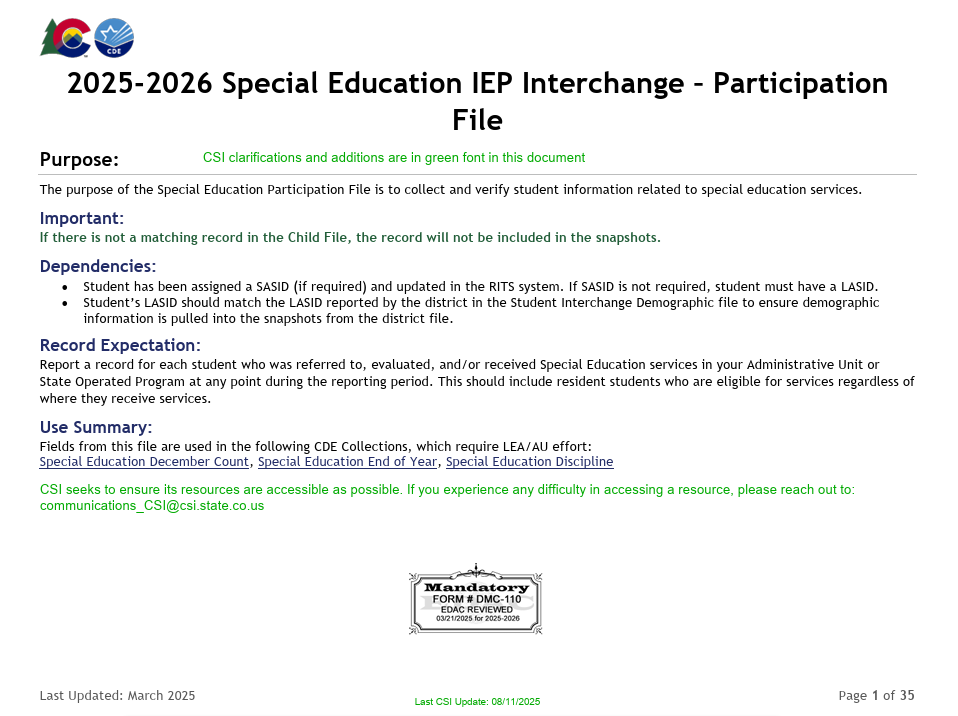 CDE
2025-2026 Special Education IEP Interchange – Participation
File
Purpose:
CSI clarifications and additions are in green font in this document
The purpose of the Special Education Participation File is to collect and verify student information related to special education services.
Important:
If there is not a matching record in the Child File, the record will not be included in the snapshots.
Dependencies:
• Student has been assigned a SASID (if required) and updated in the RITS system. If SASID is not required, student must have a LASID.
• Student’s LASID should match the LASID reported by the district in the Student Interchange Demographic file to ensure demographic
information is pulled into the snapshots from the district file.
Record Expectation:
Report a record for each student who was referred to, evaluated, and/or received Special Education services in your Administrative Unit or
State Operated Program at any point during the reporting period. This should include resident students who are eligible for services regardless of
where they receive services.
Use Summary:
Fields from this file are used in the following CDE Collections, which require LEA/AU effort:
Special Education December Count, Special Education End of Year, Special Education Discipline
CSI seeks to ensure its resources are accessible as possible. If you experience any difficulty in accessing a resource, please reach out to:
communications_CSI@csi.state.co.us
Mandatory
FORM # DMC-110
EDAC REVIEWED
03/21/2025 for 2025-2026
Last Updated: March 2025
Last CSI Update: 08/11/2025
Page 1 of 35